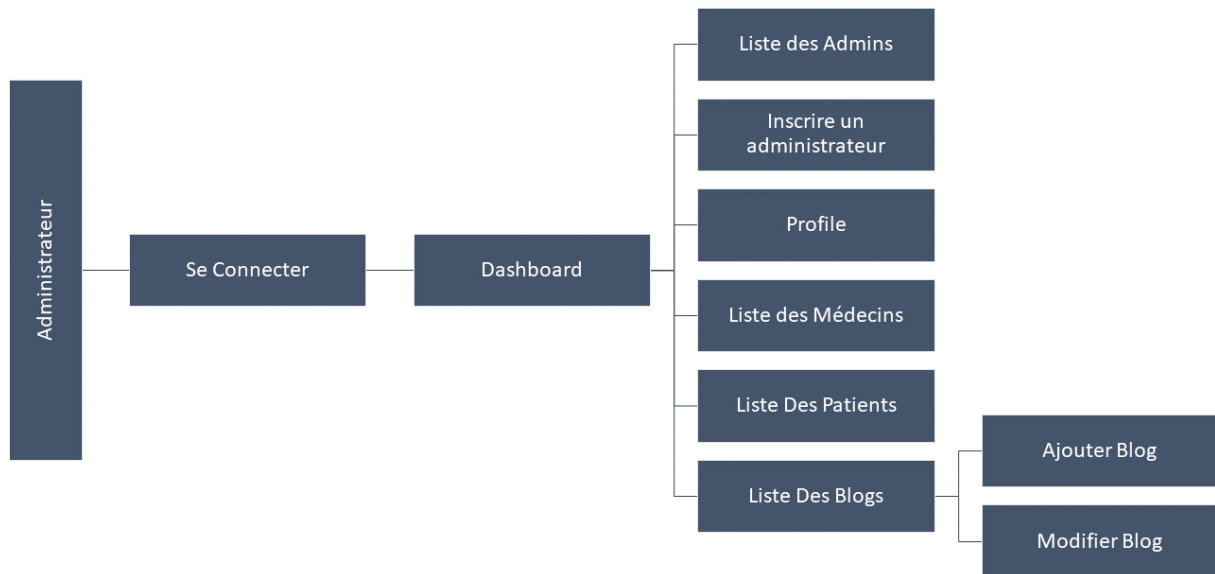 Administrateur
Se Connecter
Dashboard
Liste des Admins
Inscrire un
administrateur
Profile
Liste des Médecins
Liste Des Patients
Liste Des Blogs
Ajouter Blog
Modifier Blog